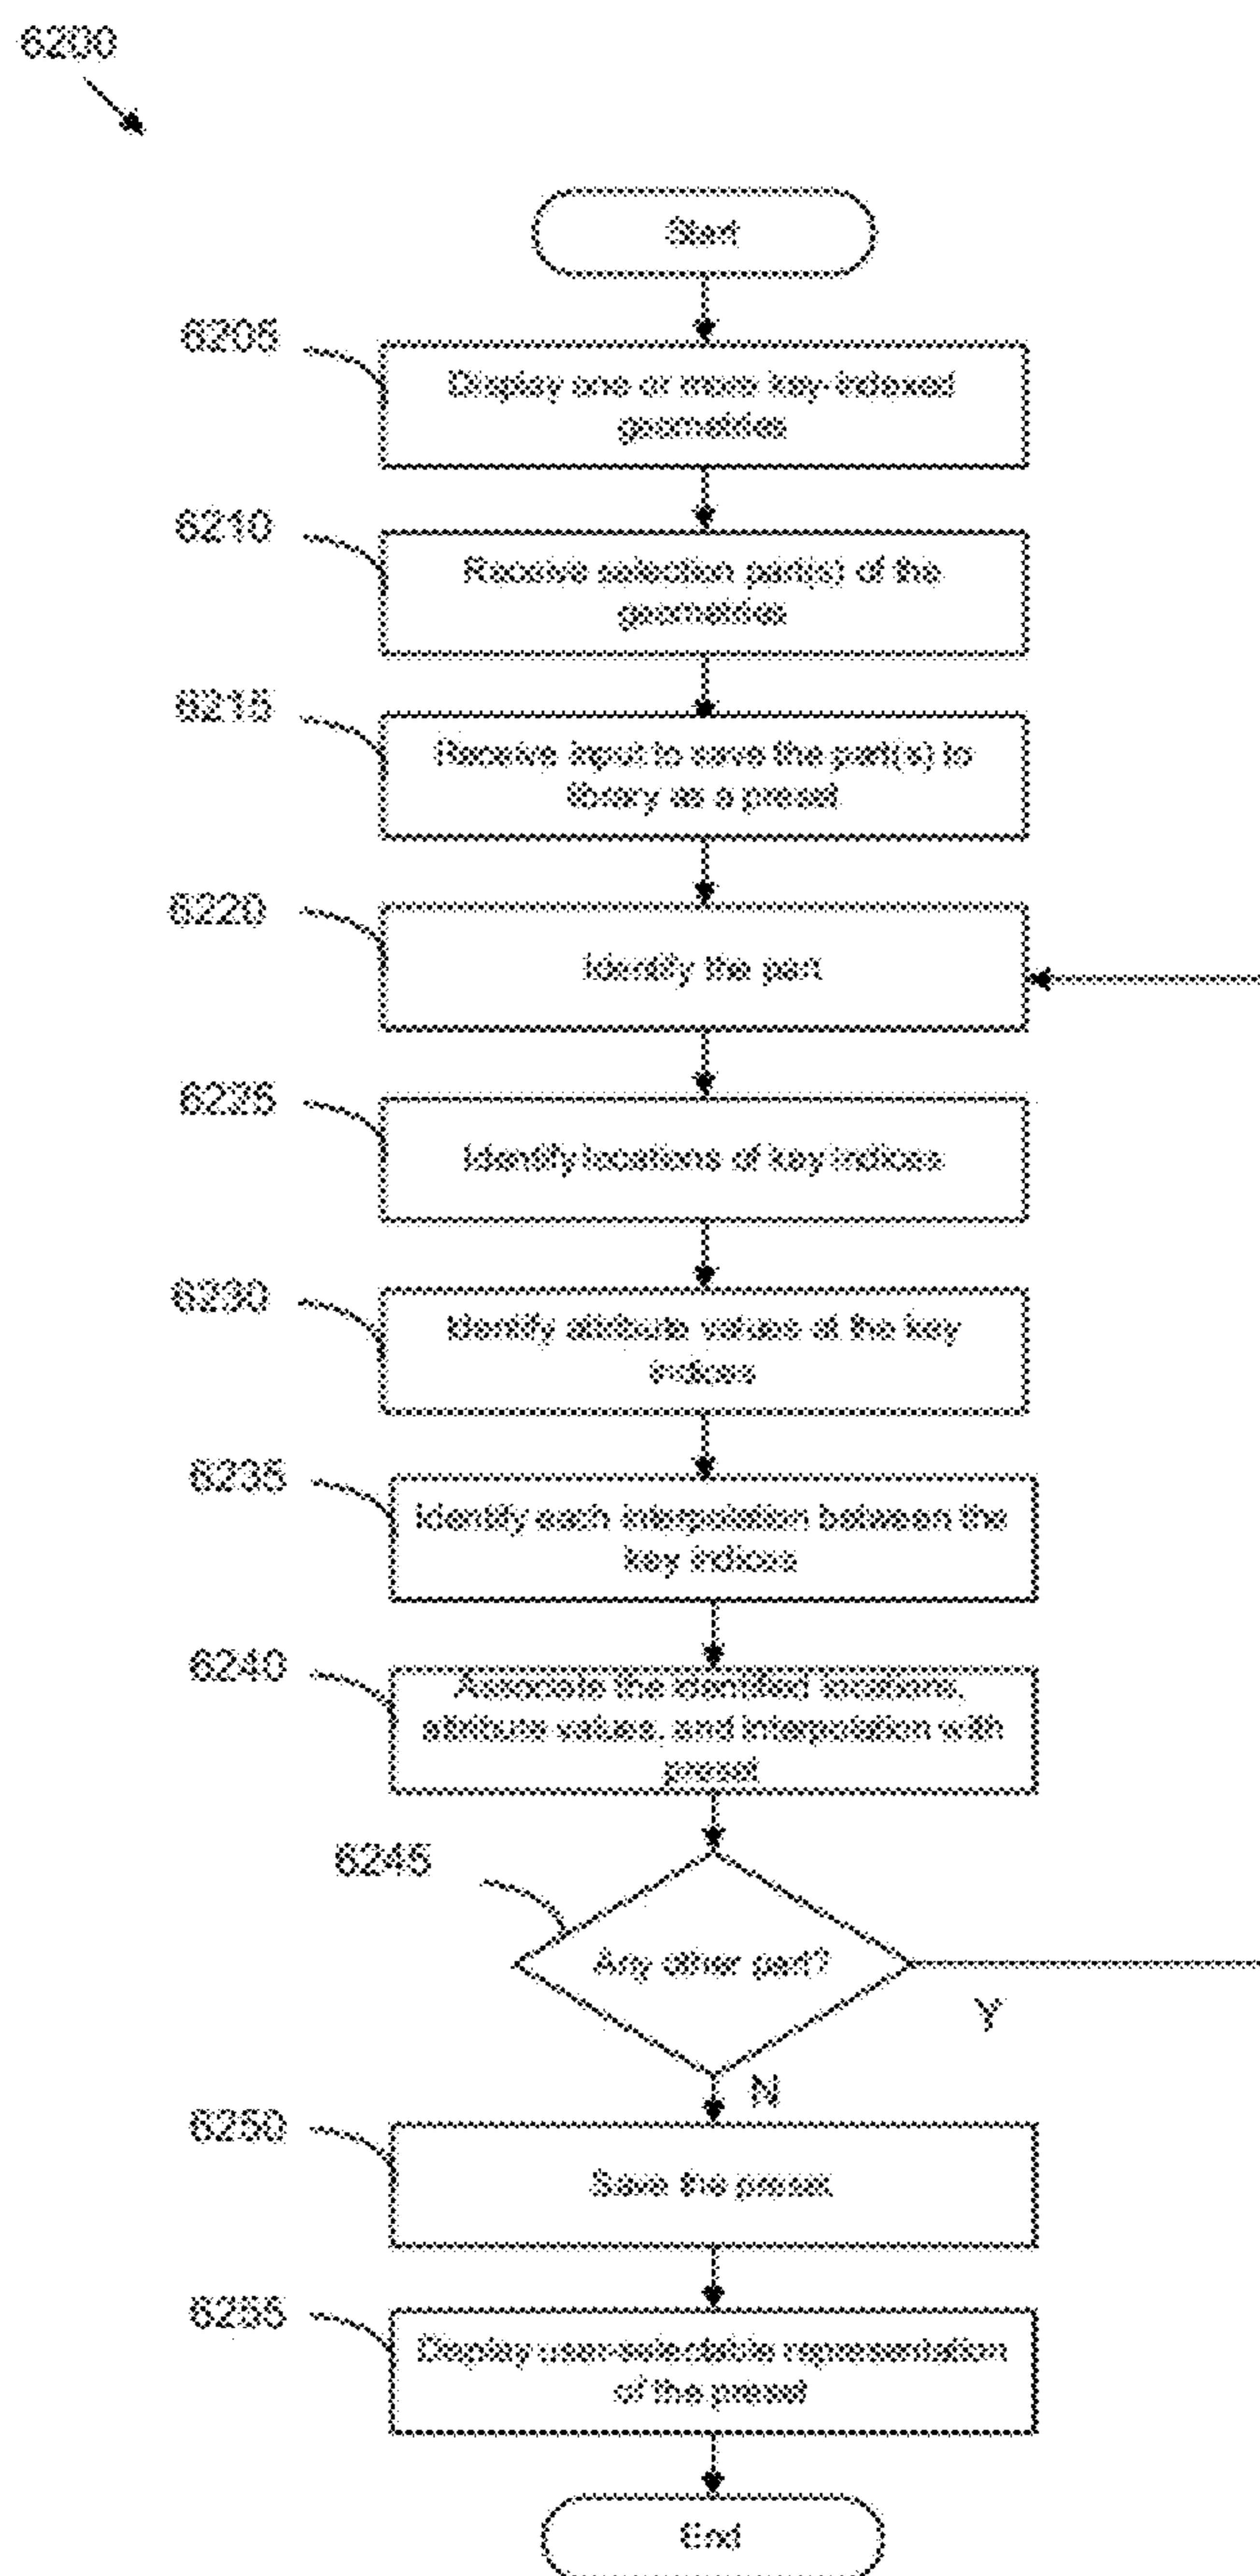 6200
Start
6205
Display one or more key-indexed
geometries
6210
Receive selection part(s) of the
geometries
6215
Receive input to save the part(s) to
library as a preset
6220
Identify the part
6225
Identify locations of key indices
6230
Identify attribute values at the key
indices
6235
Identify each interpolation between the
key indices
6240
Associate the identified locations,
attribute values, and interpolation with
preset
6245
Any other part?
Y
N
6250
Save the preset
6255
Display user-selectable representation
of the preset
End